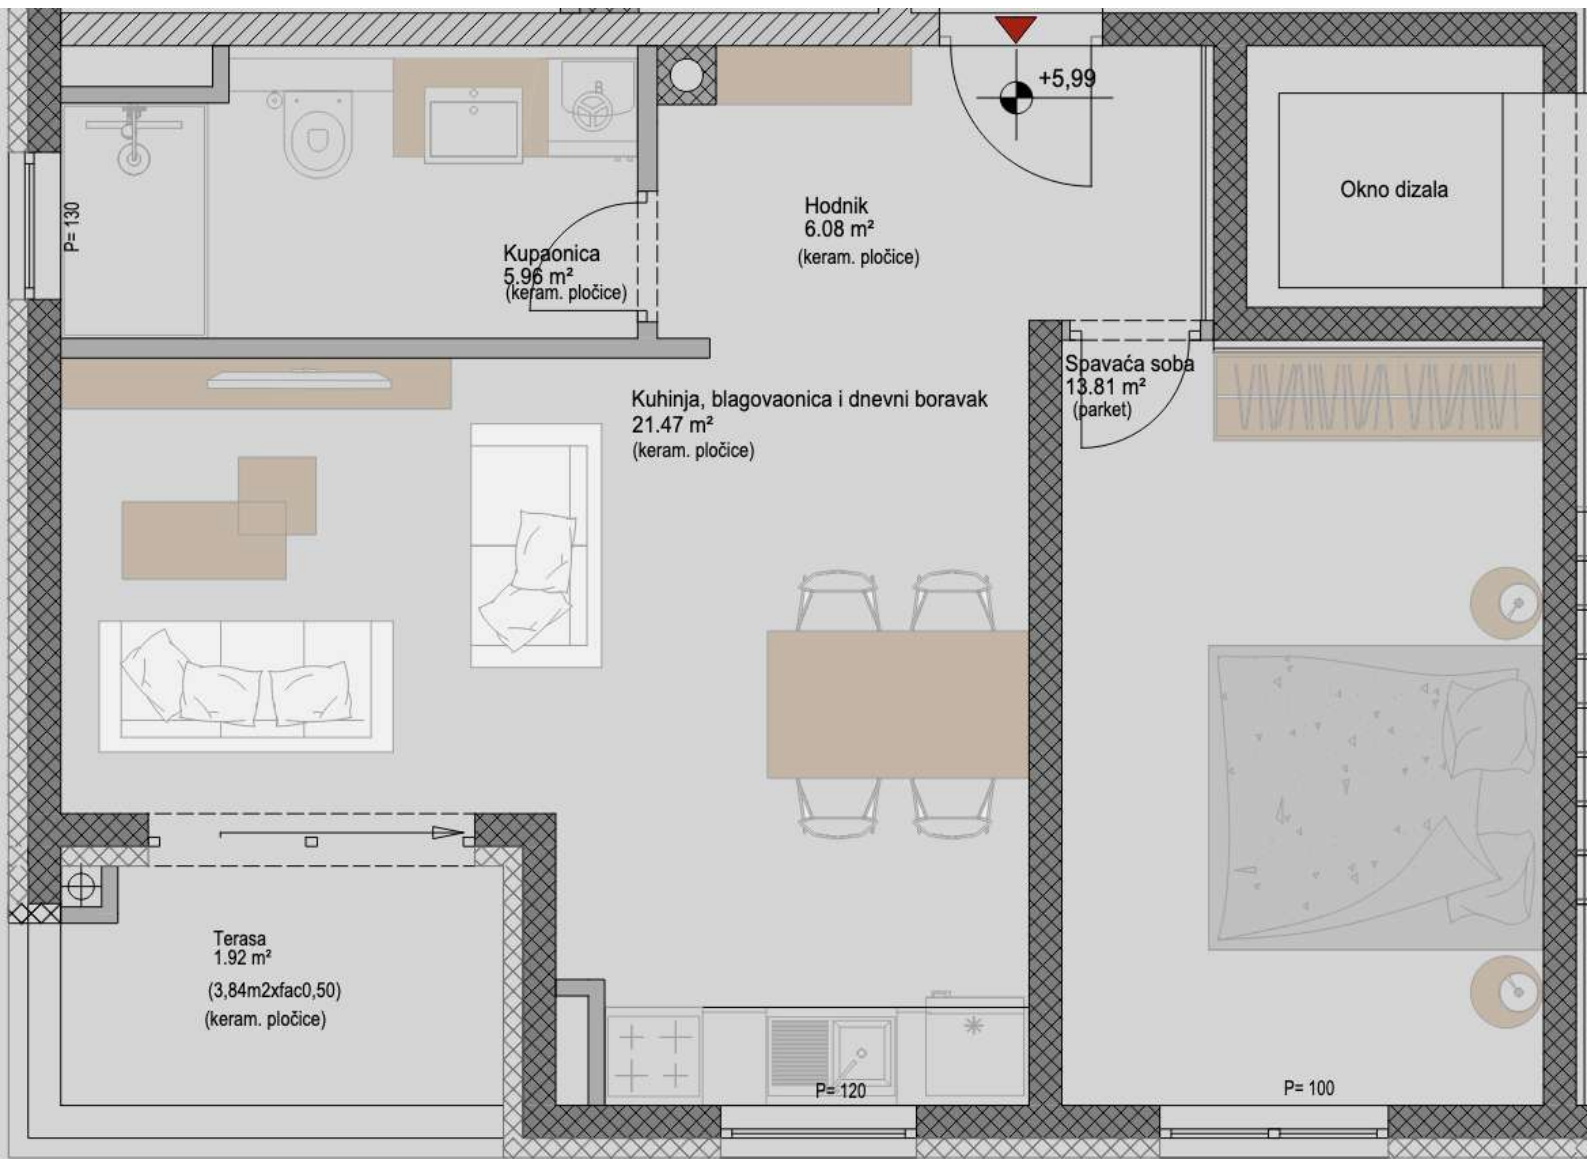 +5,99
Okno dizala
P= 130
Hodnik
6.08 m²
(keram. pločice)
Kupaonica
5.96 m²
(keram. pločice)
Spavaća soba
13.81 m²
(parket)
Kuhinja, blagovaonica i dnevni boravak
21.47 m²
(keram. pločice)
Terasa
1.92 m²
(3,84m2xfac0,50)
(keram. pločice)
P= 120
P= 100